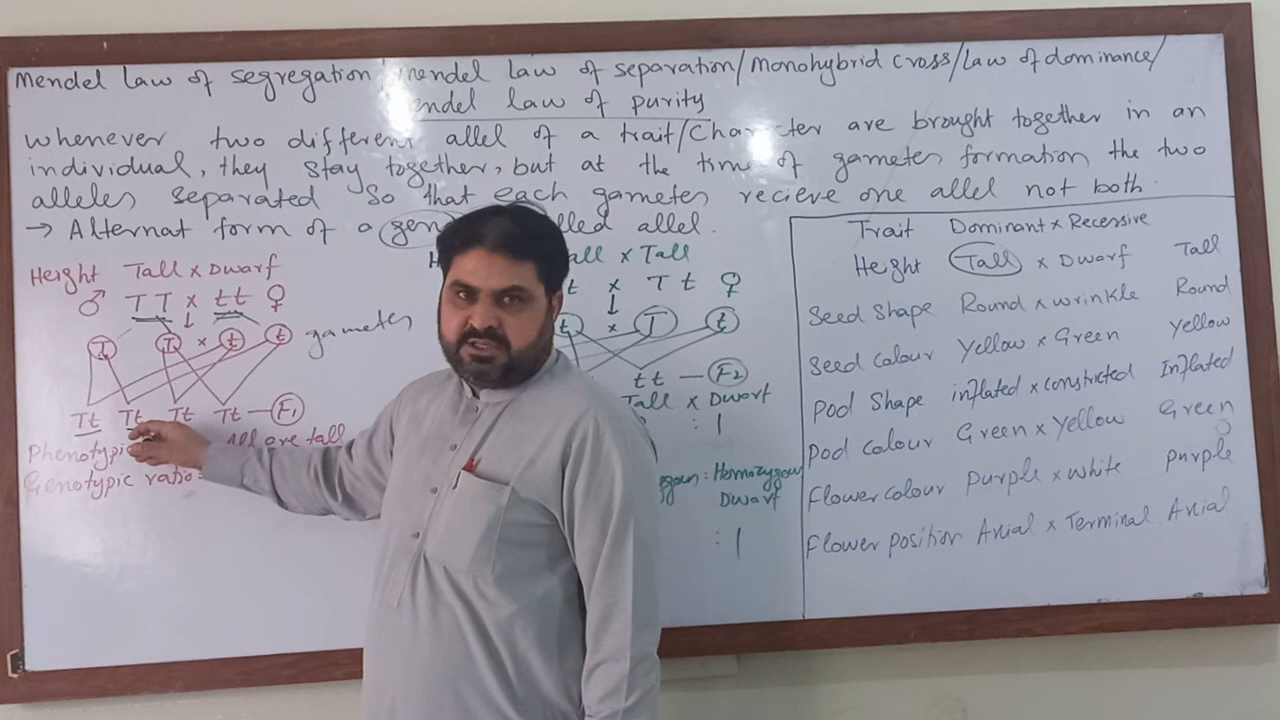 Mendel law of segregation/mendel law of separation/monohybrid cross/law of dominance/
endel law of purity
whenever two different allel of a trait/Character are brought together in an
individual, they stay together, but at the time of gametes formation the two
alleles separated so that each gametes recieve one allel not both.
→ Alternat form of a gen lled allel.
Height Tall x Dwarf
♂ TT x tt ♀
T T x t t gametes
Tt Tt Tt Tt — F1
Phenotypi All are tall
Genotypic ratio
H all x Tall
t x Tt ♀
t x T t
tt — F2
Tall x Dwarf
: 1
gous : Homozygous
Dwarf
: 1
Trait Dominant x Recessive
Height Tall x Dwarf Tall
Seed Shape Round x wrinkle Round
Seed Colour Yellow x Green Yellow
Pod Shape inflated x constricted Inflated
Pod Colour Green x Yellow Green
Flower colour Purple x white Purple
Flower position Axial x Terminal Axial